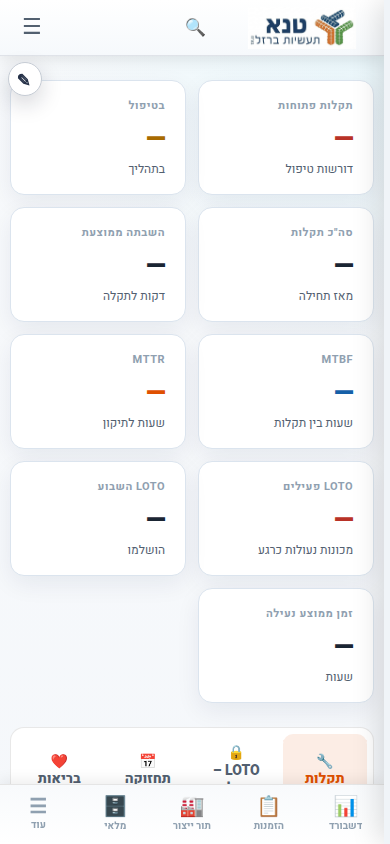 טנא
תעשיות ברזל
תקלות פתוחות
—
דורשות טיפול
בטיפול
—
בתהליך
סה"כ תקלות
—
מאז תחילה
השבתה ממוצעת
—
דקות לתקלה
MTBF
—
שעות בין תקלות
MTTR
—
שעות לתיקון
LOTO פעילים
—
מכונות נעולות כרגע
LOTO השבוע
—
הושלמו
זמן ממוצע נעילה
—
שעות
תקלות
LOTO –
תחזוקה
בריאות
דשבורד
הזמנות
תור ייצור
מלאי
עוד